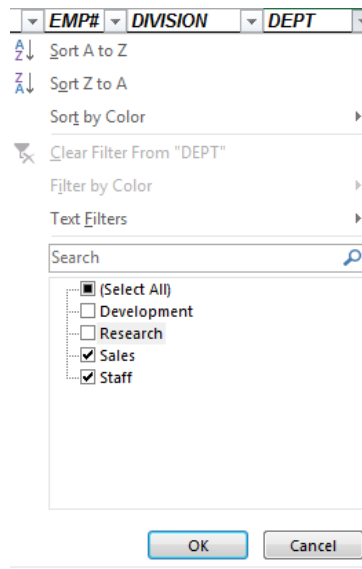 EMP# DIVISION DEPT
Sort A to Z
Sort Z to A
Sort by Color
Clear Filter From "DEPT"
Filter by Color
Text Filters
Search
(Select All)
Development
Research
Sales
Staff
OK Cancel